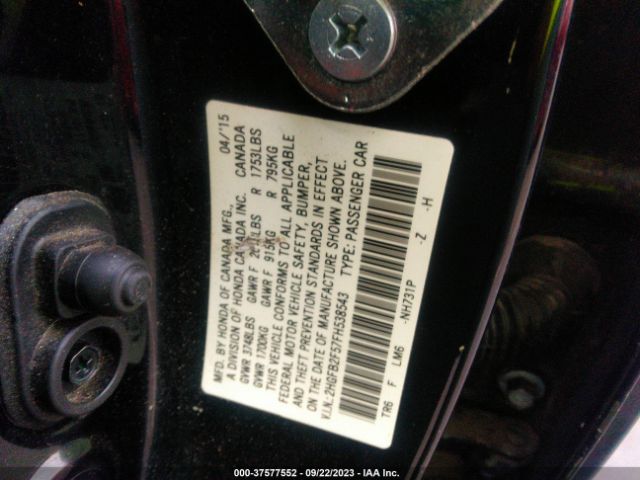 MFD. BY HONDA OF CANADA MFG. 04/'15
A DIVISION OF HONDA CANADA INC. CANADA
GVWR 3748LBS GAWR F LBS R 1753LBS
GVWR 1700KG GAWR F 915KG R 795KG
THIS VEHICLE CONFORMS TO ALL APPLICABLE
FEDERAL MOTOR VEHICLE SAFETY, BUMPER,
AND THEFT PREVENTION STANDARDS IN EFFECT
ON THE DATE OF MANUFACTURE SHOWN ABOVE.
V.I.N.: 2HGFB2F57FH538543 TYPE: PASSENGER CAR
TR6 F LM6 -NH731P -Z -H
000-37577552 - 09/22/2023 - IAA Inc.